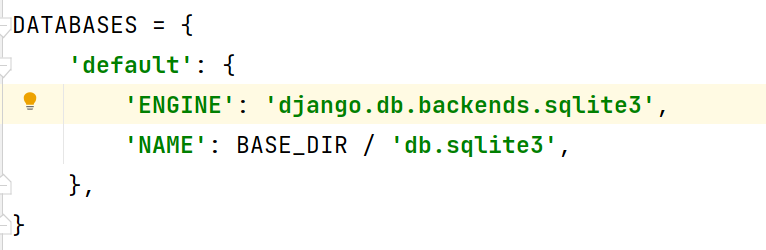 DATABASES = {
    'default': {
        'ENGINE': 'django.db.backends.sqlite3',
        'NAME': BASE_DIR / 'db.sqlite3',
    },
}